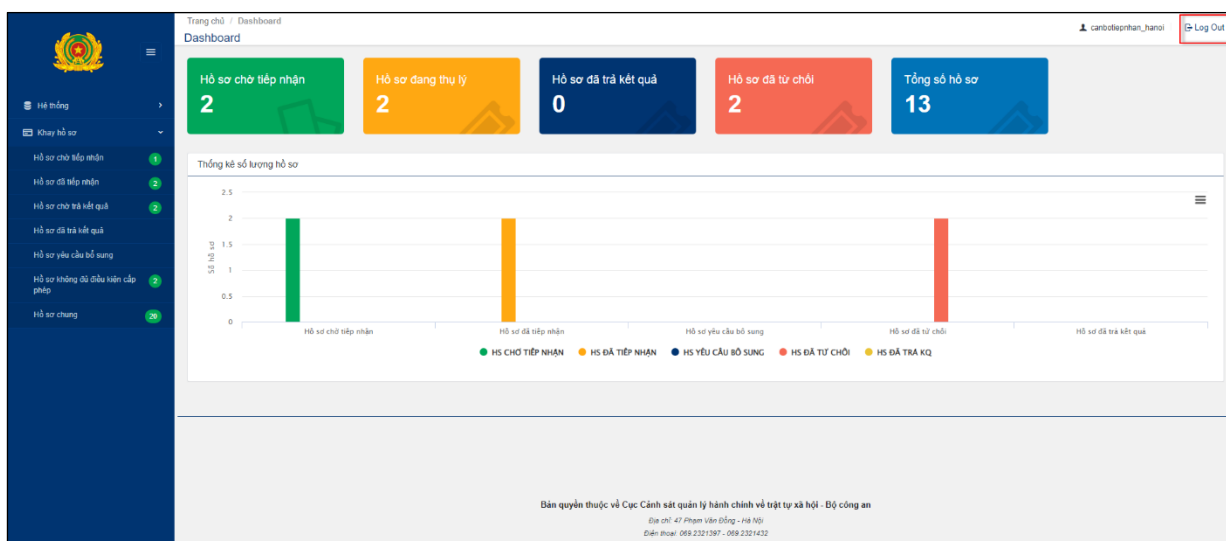 Trang chủ / Dashboard
Dashboard
canbotiepnhan_hanoi
Log Out
Hệ thống
Khay hồ sơ
Hồ sơ chờ tiếp nhận 1
Hồ sơ đã tiếp nhận 2
Hồ sơ chờ trả kết quả 2
Hồ sơ đã trả kết quả
Hồ sơ yêu cầu bổ sung
Hồ sơ không đủ điều kiện cấp
phép 2
Hồ sơ chung 20
Hồ sơ chờ tiếp nhận
2
Hồ sơ đang thụ lý
2
Hồ sơ đã trả kết quả
0
Hồ sơ đã từ chối
2
Tổng số hồ sơ
13
Thống kê số lượng hồ sơ
2.5
2
1.5
1
0.5
0
Số hồ sơ
Hồ sơ chờ tiếp nhận
Hồ sơ đã tiếp nhận
Hồ sơ yêu cầu bổ sung
Hồ sơ đã từ chối
Hồ sơ đã trả kết quả
HS CHỜ TIẾP NHẬN
HS ĐÃ TIẾP NHẬN
HS YÊU CẦU BỔ SUNG
HS ĐÃ TỪ CHỐI
HS ĐÃ TRẢ KQ
Bản quyền thuộc về Cục Cảnh sát quản lý hành chính về trật tự xã hội - Bộ công an
Địa chỉ: 47 Phạm Văn Đồng - Hà Nội
Điện thoại: 069.2321397 - 069.2321432